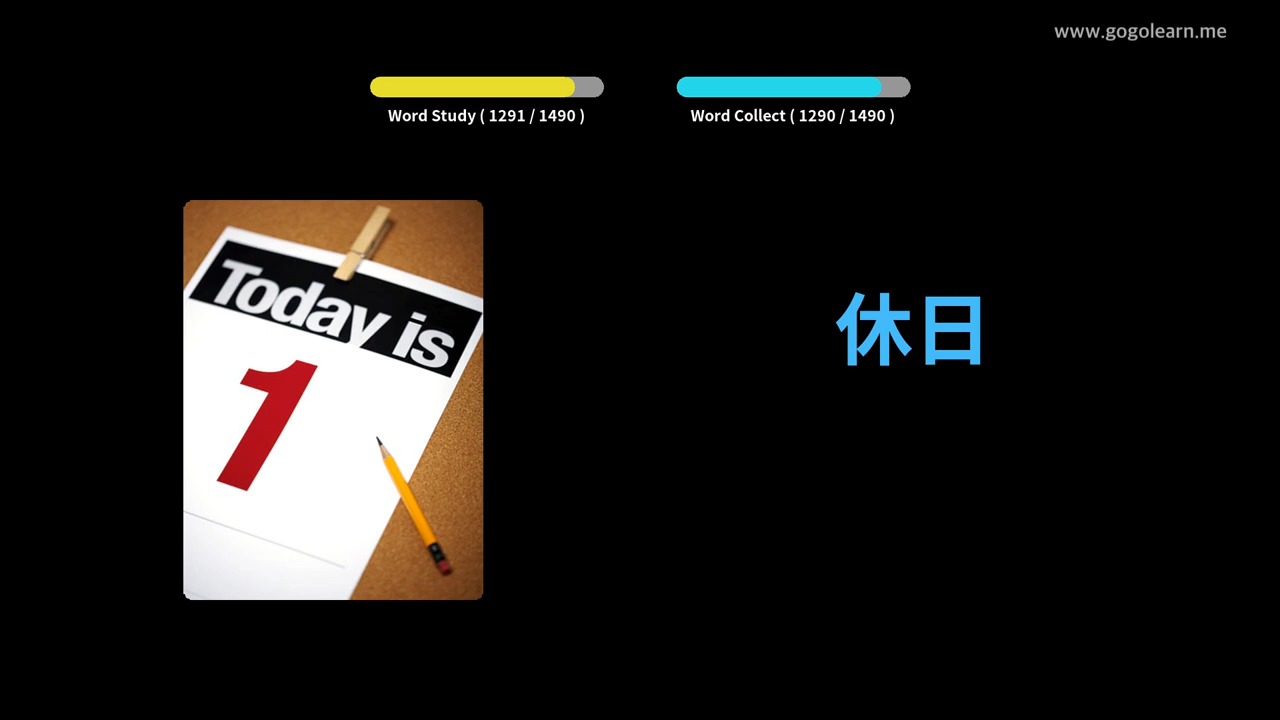 www.gogolearn.me
Word Study ( 1291 / 1490 )
Word Collect ( 1290 / 1490 )
Today is
1
休日